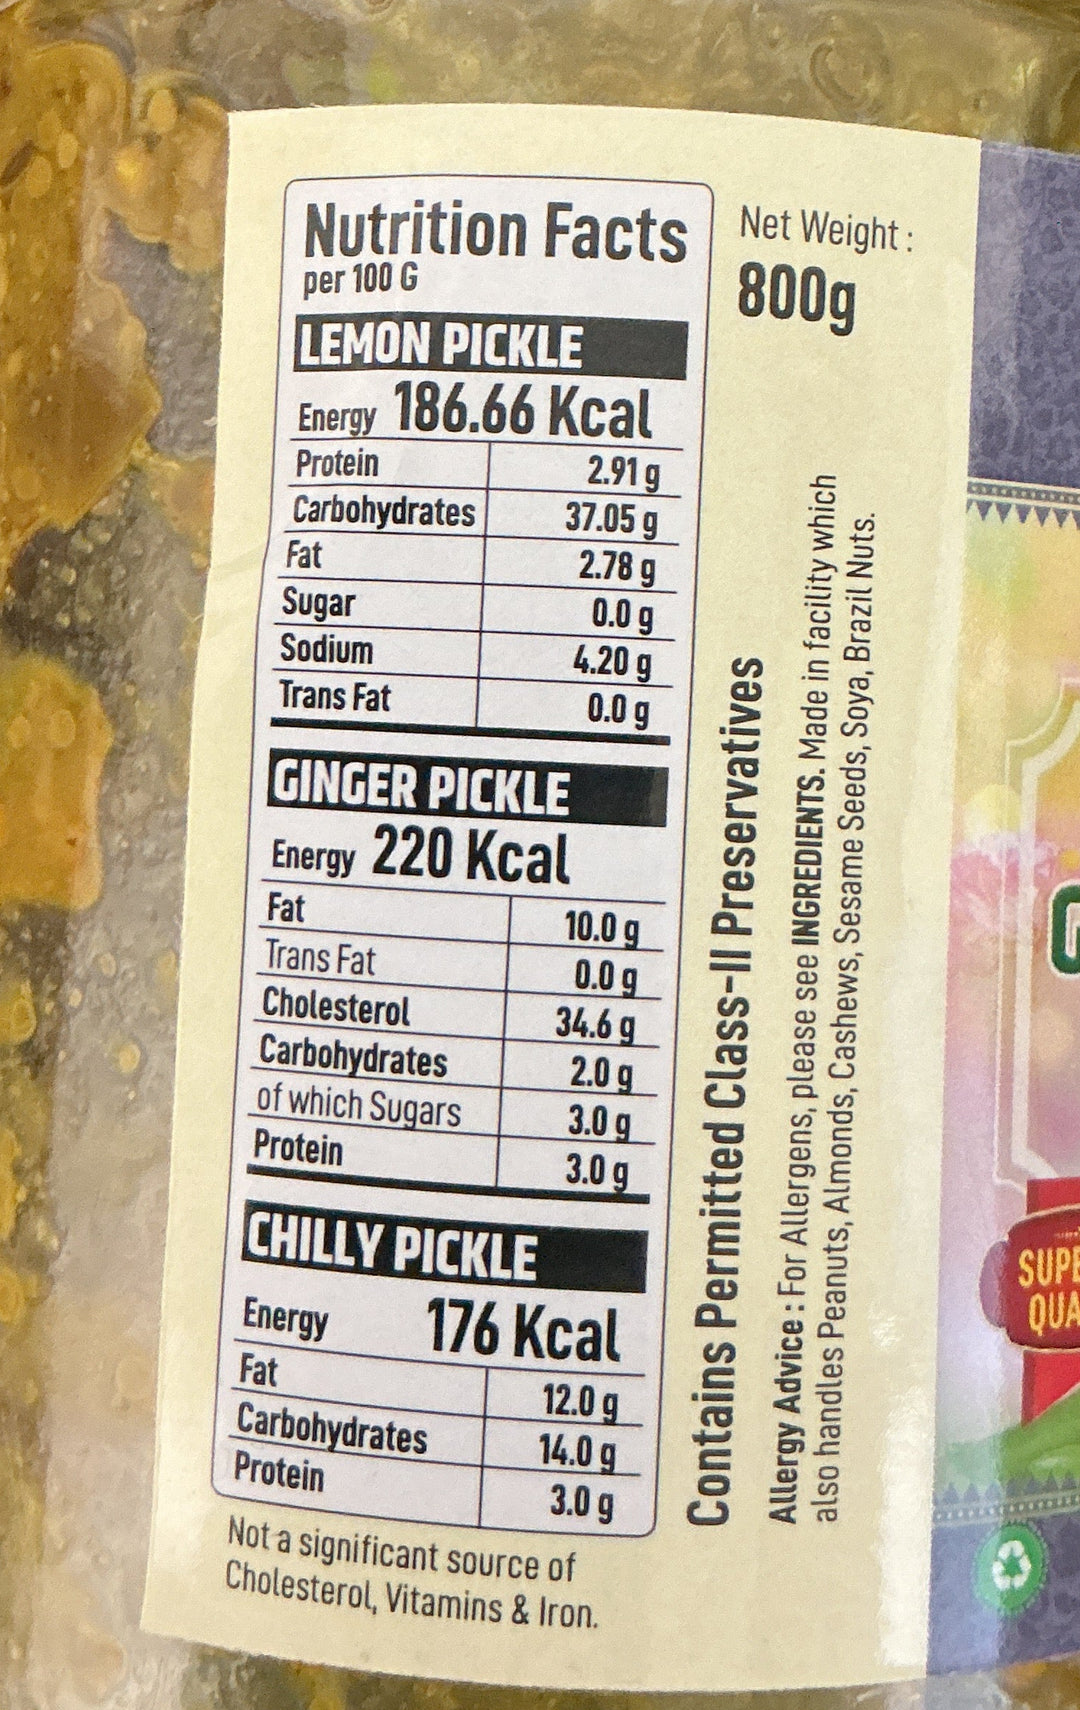 Nutrition Facts
per 100 G
LEMON PICKLE
Energy 186.66 Kcal
Protein 2.91 g
Carbohydrates 37.05 g
Fat 2.78 g
Sugar 0.0 g
Sodium 4.20 g
Trans Fat 0.0 g
GINGER PICKLE
Energy 220 Kcal
Fat 10.0 g
Trans Fat 0.0 g
Cholesterol 34.6 g
Carbohydrates 2.0 g
of which Sugars 3.0 g
Protein 3.0 g
CHILLY PICKLE
Energy 176 Kcal
Fat 12.0 g
Carbohydrates 14.0 g
Protein 3.0 g
Not a significant source of
Cholesterol, Vitamins & Iron.
Net Weight :
800g
Contains Permitted Class-II Preservatives
Allergy Advice : For Allergens, please see INGREDIENTS. Made in facility which
also handles Peanuts, Almonds, Cashews, Sesame Seeds, Soya, Brazil Nuts.
G
SUPE
QUA